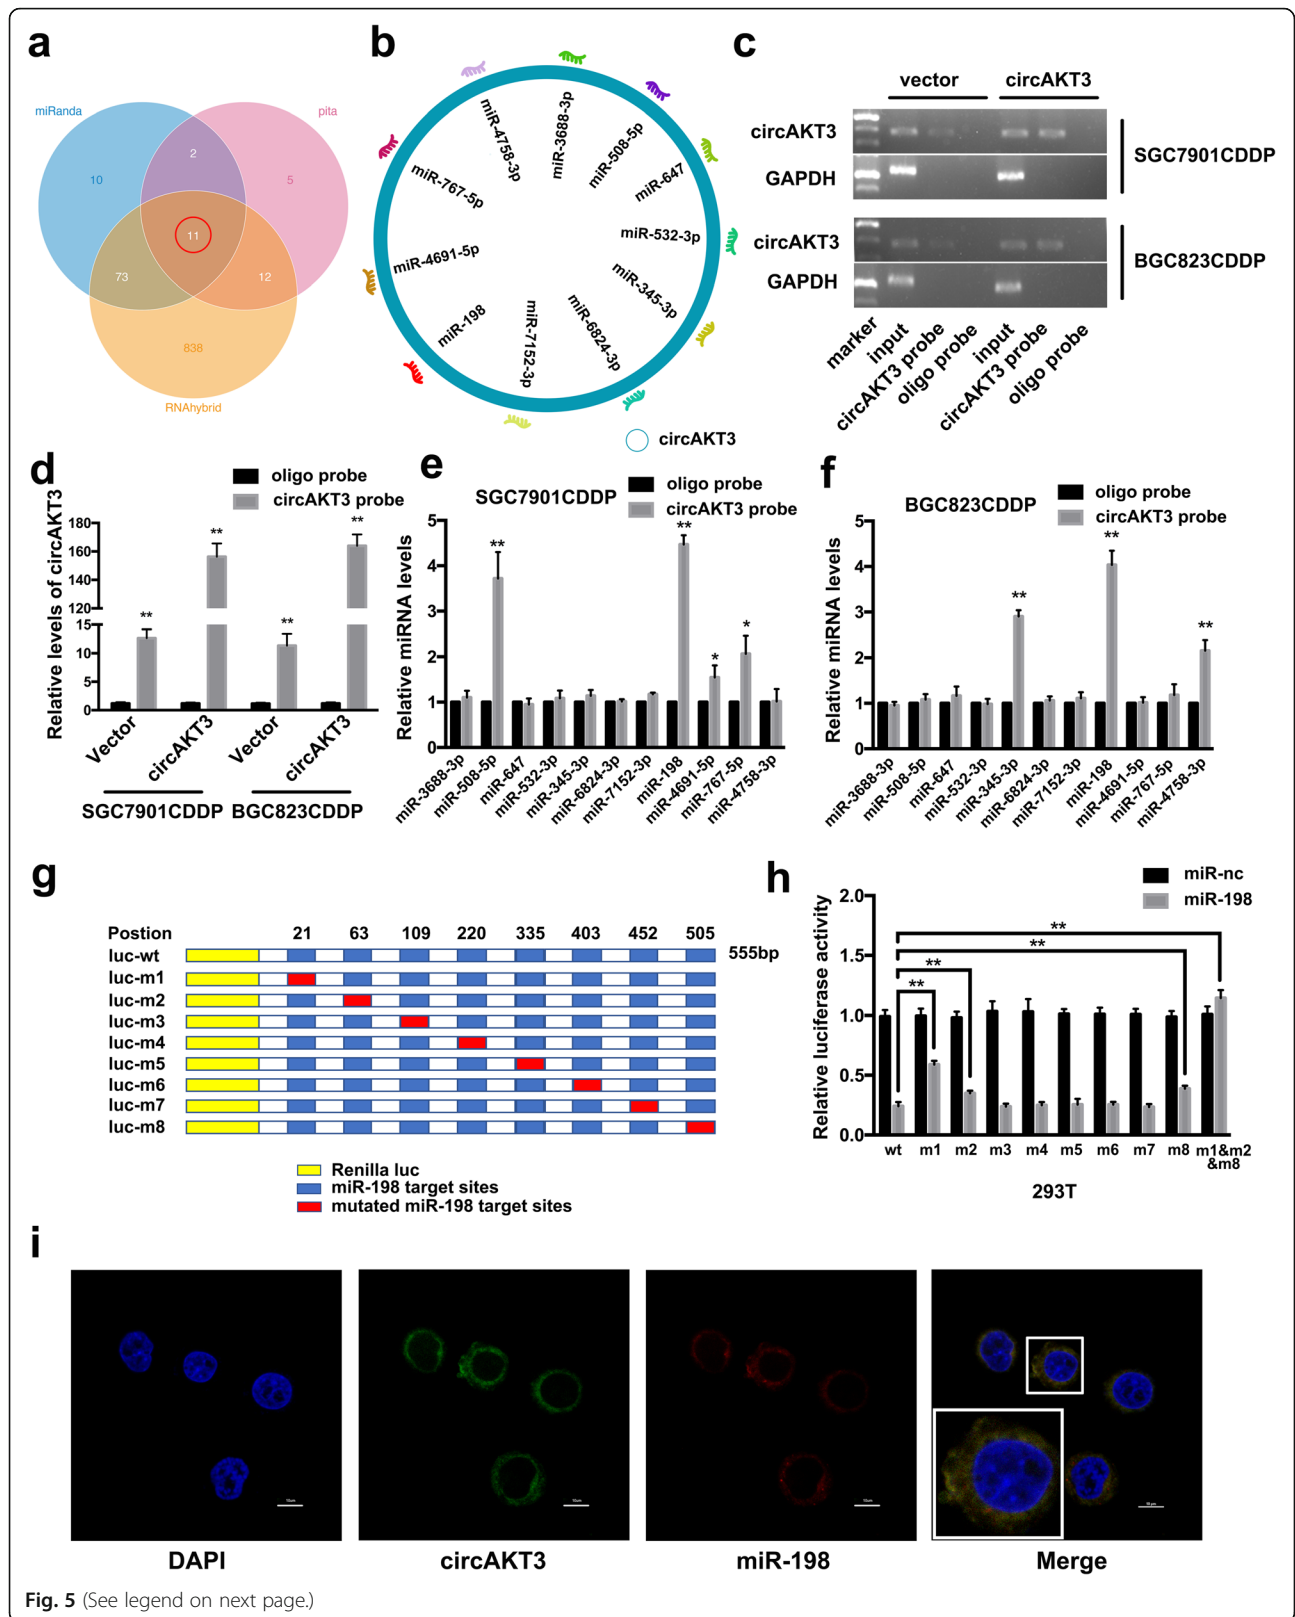 a
miRanda
pita
2
10
5
11
73
12
838
RNAhybrid
b
miR-4758-3p
miR-3688-3p
miR-508-5p
miR-647
miR-532-3p
miR-345-3p
miR-6824-3p
miR-7152-3p
miR-198
miR-4691-5p
miR-767-5p
circAKT3
c
vector
circAKT3
circAKT3
GAPDH
SGC7901CDDP
circAKT3
GAPDH
BGC823CDDP
marker
input
circAKT3 probe
oligo probe
input
circAKT3 probe
oligo probe
d
oligo probe
circAKT3 probe
Relative levels of circAKT3
180
160
140
120
15
10
5
0
**
**
**
**
Vector
circAKT3
Vector
circAKT3
SGC7901CDDP
BGC823CDDP
e
SGC7901CDDP
oligo probe
circAKT3 probe
Relative miRNA levels
5
4
3
2
1
0
**
**
*
*
miR-3688-3p
miR-508-5p
miR-647
miR-532-3p
miR-345-3p
miR-6824-3p
miR-7152-3p
miR-198
miR-4691-5p
miR-767-5p
miR-4758-3p
f
BGC823CDDP
oligo probe
circAKT3 probe
Relative miRNA levels
5
4
3
2
1
0
**
**
**
miR-3688-3p
miR-508-5p
miR-647
miR-532-3p
miR-345-3p
miR-6824-3p
miR-7152-3p
miR-198
miR-4691-5p
miR-767-5p
miR-4758-3p
g
Postion 21 63 109 220 335 403 452 505
luc-wt 555bp
luc-m1
luc-m2
luc-m3
luc-m4
luc-m5
luc-m6
luc-m7
luc-m8
Renilla luc
miR-198 target sites
mutated miR-198 target sites
h
miR-nc
miR-198
Relative luciferase activity
2.0
1.5
1.0
0.5
0.0
**
**
**
**
wt m1 m2 m3 m4 m5 m6 m7 m8 m1&m2
&m8
293T
i
DAPI
circAKT3
miR-198
Merge
Fig. 5 (See legend on next page.)